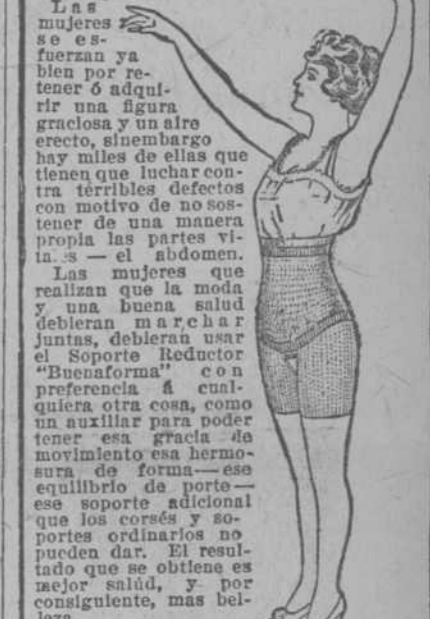 Las
mujeres
se es-
fuerzan ya
bien por re-
tener ó adqui-
rir una figura
graciosa y un aire
erecto, sinembargo
hay miles de ellas que
tienen que luchar con-
tra térribles defectos
con motivo de no sos-
tener de una manera
propia las partes vi-
— el abdomen.
Las mujeres que
realizan que la moda
y una buena salud
debieran marchar
juntas, debieran usar
el Soporte Reductor
"Buenaforma" con
preferencia á cual-
quiera otra cosa, como
un auxiliar para poder
tener esa gracia de
movimiento esa hermo-
sura de forma—ese
equilibrio de porte—
ese soporte adicional
que los corsés y so-
portes ordinarios no
pueden dar. El resul-
tado que se obtiene es
mejor salúd, y por
consiguiente, mas bel-
leza